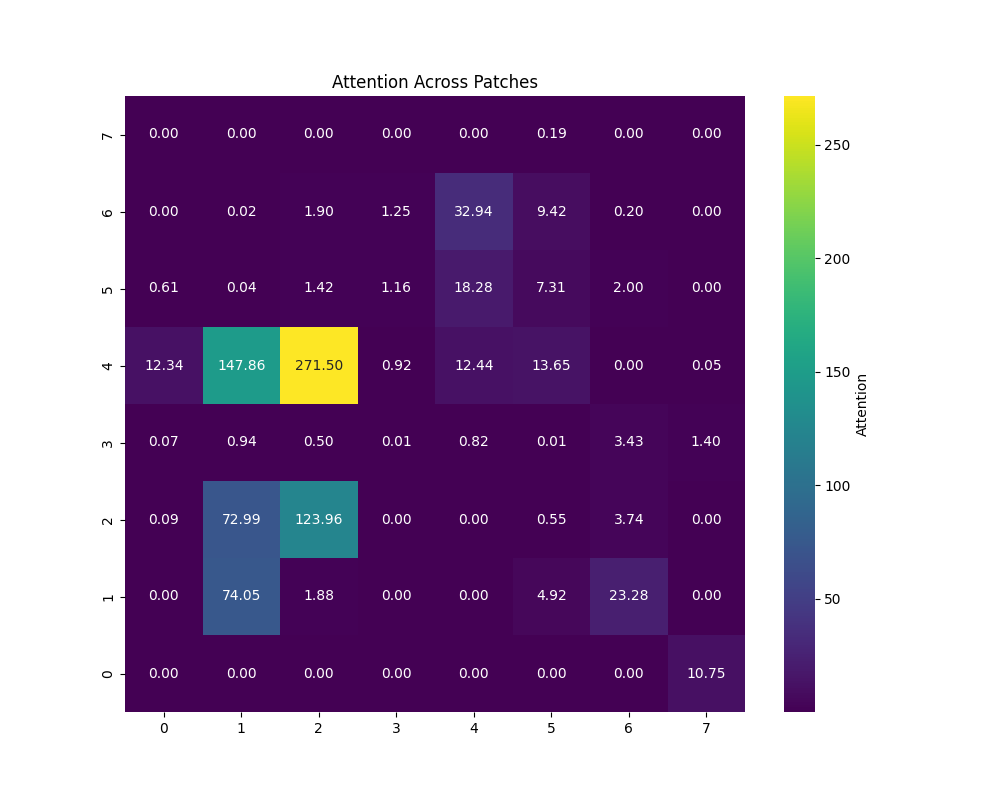 Attention Across Patches
7 0.00 0.00 0.00 0.00 0.00 0.19 0.00 0.00
6 0.00 0.02 1.90 1.25 32.94 9.42 0.20 0.00
5 0.61 0.04 1.42 1.16 18.28 7.31 2.00 0.00
4 12.34 147.86 271.50 0.92 12.44 13.65 0.00 0.05
3 0.07 0.94 0.50 0.01 0.82 0.01 3.43 1.40
2 0.09 72.99 123.96 0.00 0.00 0.55 3.74 0.00
1 0.00 74.05 1.88 0.00 0.00 4.92 23.28 0.00
0 0.00 0.00 0.00 0.00 0.00 0.00 0.00 10.75
0 1 2 3 4 5 6 7
250
200
150
100
50
Attention